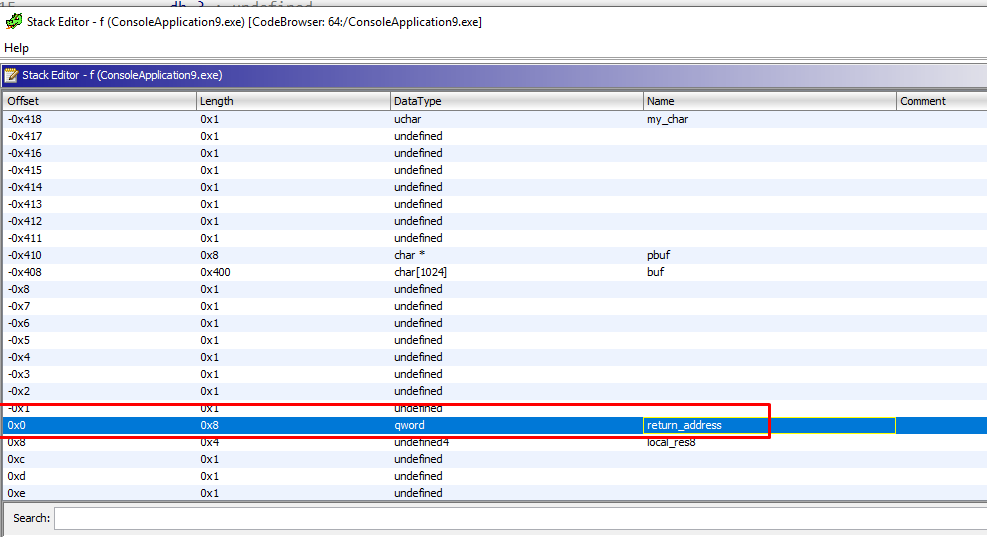 15 db ? ; undefined
Stack Editor - f (ConsoleApplication9.exe) [CodeBrowser: 64:/ConsoleApplication9.exe]
Help
Stack Editor - f (ConsoleApplication9.exe)
Offset Length DataType Name Comment
-0x418 0x1 uchar my_char
-0x417 0x1 undefined
-0x416 0x1 undefined
-0x415 0x1 undefined
-0x414 0x1 undefined
-0x413 0x1 undefined
-0x412 0x1 undefined
-0x411 0x1 undefined
-0x410 0x8 char * pbuf
-0x408 0x400 char[1024] buf
-0x8 0x1 undefined
-0x7 0x1 undefined
-0x6 0x1 undefined
-0x5 0x1 undefined
-0x4 0x1 undefined
-0x3 0x1 undefined
-0x2 0x1 undefined
-0x1 0x1 undefined
0x0 0x8 qword return_address
0x8 0x4 undefined4 local_res8
0xc 0x1 undefined
0xd 0x1 undefined
0xe 0x1 undefined
Search: